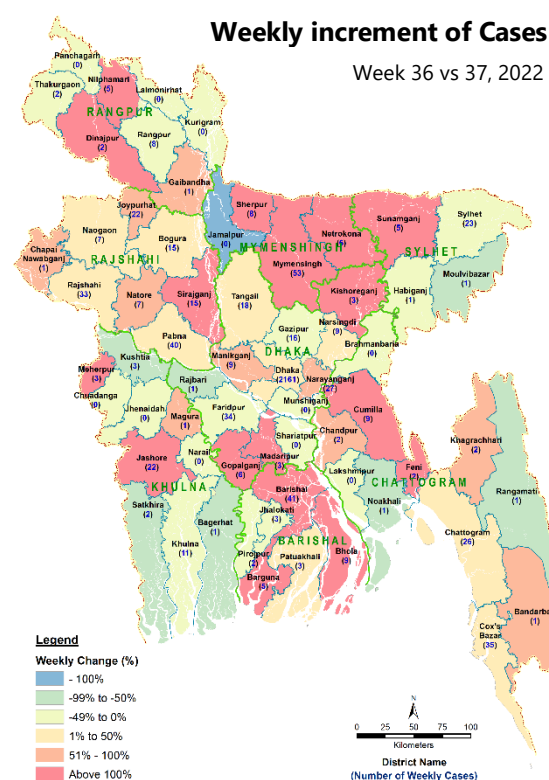 Weekly increment of Cases
Week 36 vs 37, 2022
Panchagarh
(0)
Nilphamari
(5)
Thakurgaon
(2)
Lalmonirhat
(0)
RANGPUR
Kurigram
(0)
Dinajpur
(2)
Rangpur
(8)
Gaibandha
(1)
Joypurhat
(22)
Sherpur
(8)
Naogaon
(7)
Bogura
(15)
Jamalpur
(0)
Netrokona
(5)
Sunamganj
(5)
Sylhet
(23)
MYMENSHINGH
SYLHET
Chapai
Nawabganj
(1)
RAJSHAHI
Mymensingh
(53)
Moulvibazar
(1)
Rajshahi
(33)
Natore
(7)
Sirajganj
(15)
Tangail
(18)
Kishoreganj
(3)
Habiganj
(1)
Pabna
(40)
Gazipur
(16)
Narsingdi
(9)
Brahmanbaria
(0)
DHAKA
Kushtia
(3)
Manikganj
(5)
Dhaka
(2161)
Narayanganj
(27)
Meherpur
(3)
Rajbari
(1)
Chuadanga
(0)
Jhenaidah
(0)
Faridpur
(34)
Munshiganj
(0)
Cumilla
(9)
Magura
(1)
Chandpur
(2)
Khagrachhari
(2)
Jashore
(22)
Narail
(0)
Shariatpur
(0)
Madaripur
(3)
Gopalganj
(6)
Lakshmipur
(0)
Feni
CHATTOGRAM
KHULNA
Barishal
(41)
Noakhali
(1)
Rangamati
(1)
Satkhira
(2)
Bagerhat
(1)
Jhalokati
(3)
Khulna
(11)
BARISHAL
Chattogram
(26)
Pirojpur
(2)
Patuakhali
(3)
Bhola
(9)
Barguna
(5)
Bandarba
(1)
Cox's
Bazar
(35)
Legend
Weekly Change (%)
- 100%
-99% to -50%
-49% to 0%
1% to 50%
51% - 100%
Above 100%
N
0 25 50 75 100
Kilometers
District Name
(Number of Weekly Cases)